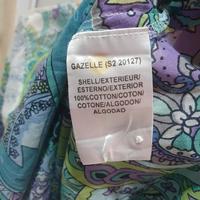 GAZELLE (S2 20127)
SHELL/EXTERIEUR/
ESTERNO/EXTERIOR
100%COTTON/COTON/
COTONE/ALGODON/
ALGODAO